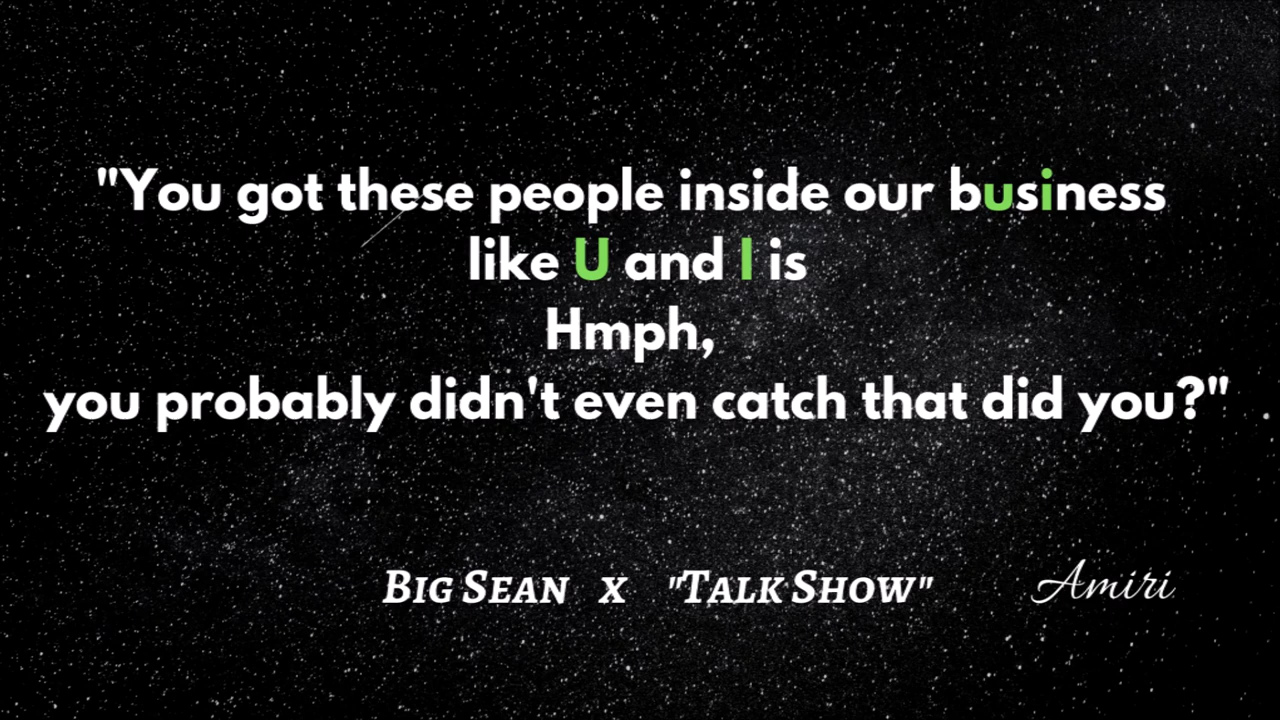 "You got these people inside our business
like U and I is
Hmph,
you probably didn't even catch that did you?"
Big Sean x "Talk Show" Amiri